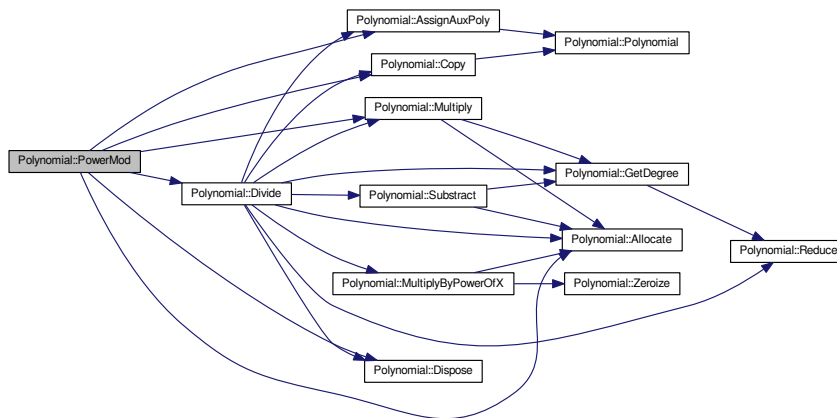 Polynomial::AssignAuxPoly
Polynomial::Polynomial
Polynomial::Copy
Polynomial::Multiply
Polynomial::PowerMod
Polynomial::GetDegree
Polynomial::Divide
Polynomial::Substract
Polynomial::Allocate
Polynomial::Reduce
Polynomial::MultiplyByPowerOfX
Polynomial::Zeroize
Polynomial::Dispose